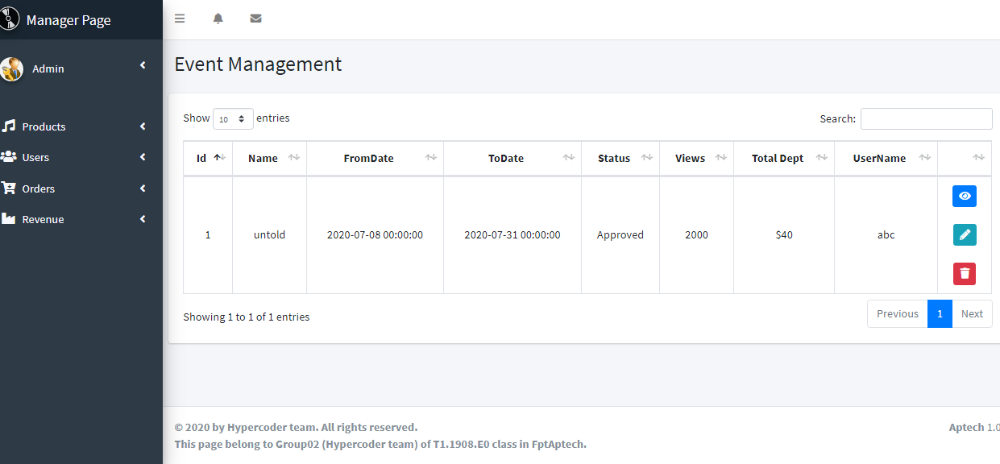 Manager Page
Admin
Products
Users
Orders
Revenue
Event Management
Show 10 entries
Search:
Id Name FromDate ToDate Status Views Total Dept UserName
1 untold 2020-07-08 00:00:00 2020-07-31 00:00:00 Approved 2000 $40 abc
Showing 1 to 1 of 1 entries
Previous 1 Next
© 2020 by Hypercoder team. All rights reserved.
Aptech 1.0
This page belong to Group02 (Hypercoder team) of T1.1908.E0 class in FptAptech.